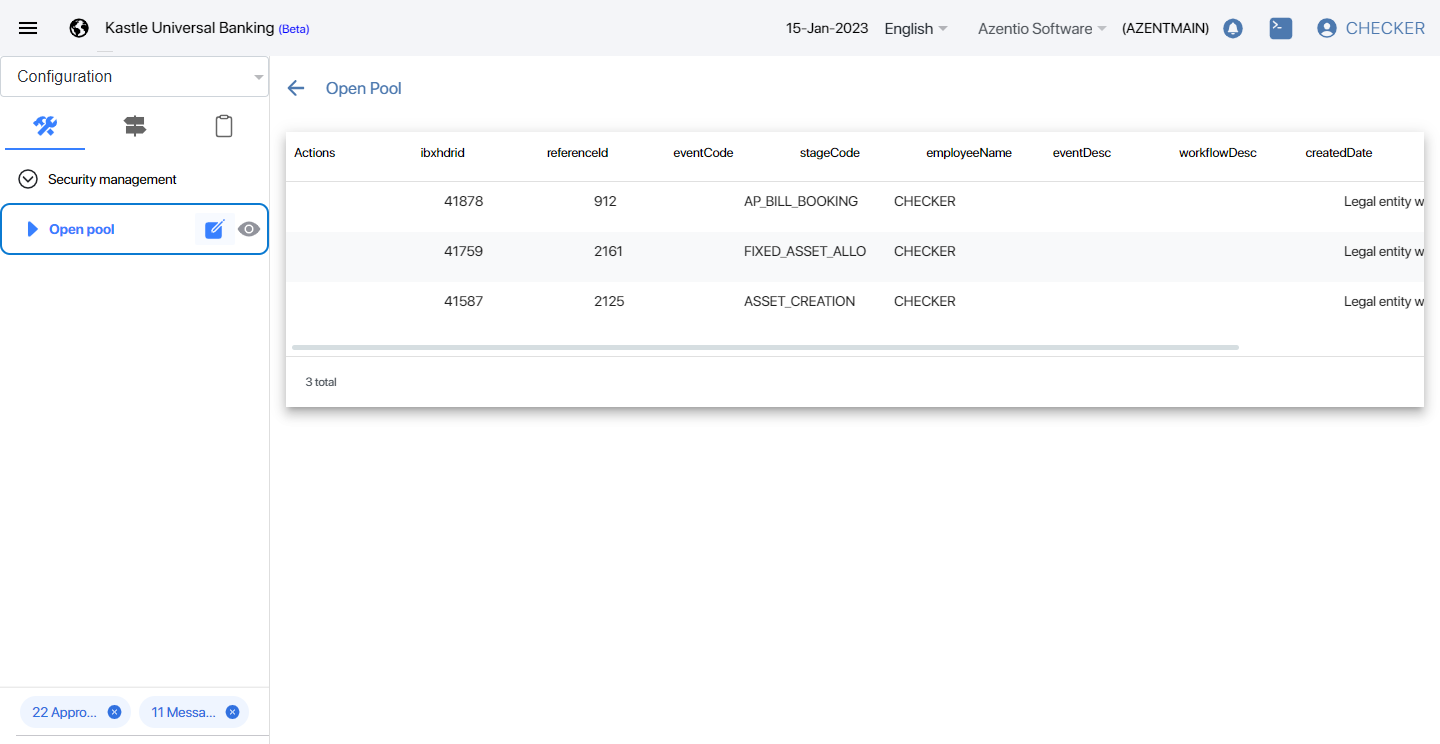 Kastle Universal Banking (Beta)
15-Jan-2023 English Azentio Software (AZENTMAIN) CHECKER
Configuration
Security management
Open pool
22 Appro... 11 Messa...
Open Pool
Actions ibxhdrid referenceId eventCode stageCode employeeName eventDesc workflowDesc createdDate
41878 912 AP_BILL_BOOKING CHECKER Legal entity w
41759 2161 FIXED_ASSET_ALLO CHECKER Legal entity w
41587 2125 ASSET_CREATION CHECKER Legal entity w
3 total